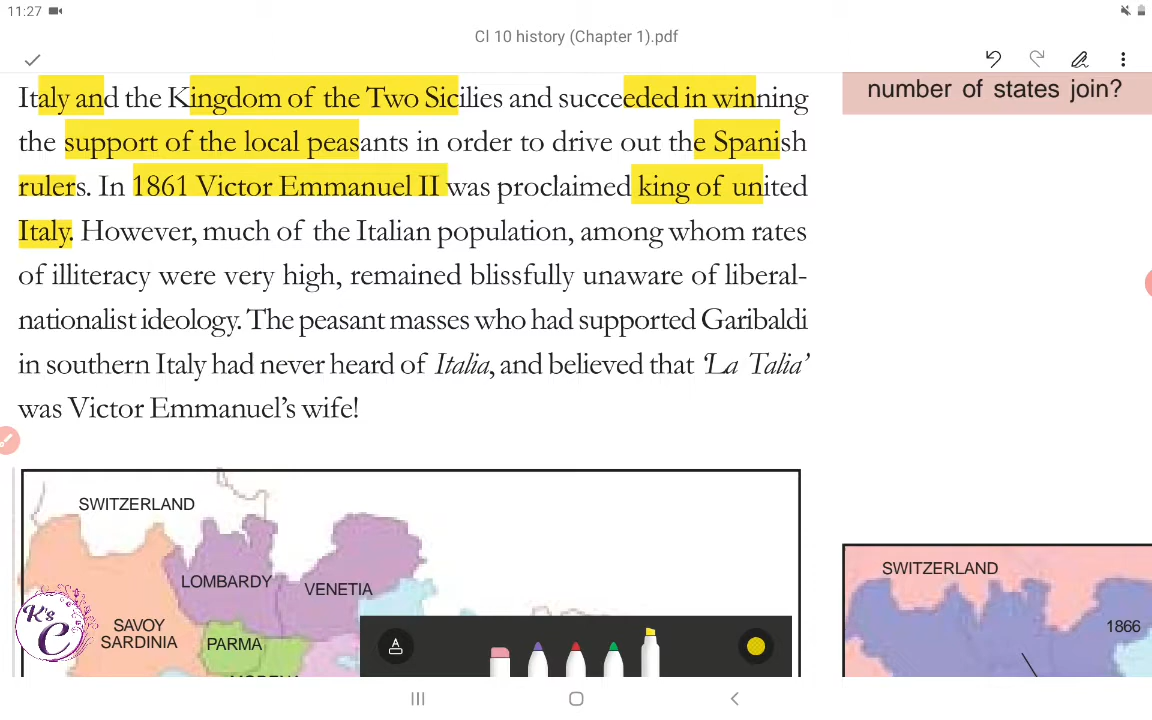 11:27
Cl 10 history (Chapter 1).pdf
Italy and the Kingdom of the Two Sicilies and succeeded in winning
the support of the local peasants in order to drive out the Spanish
rulers. In 1861 Victor Emmanuel II was proclaimed king of united
Italy. However, much of the Italian population, among whom rates
of illiteracy were very high, remained blissfully unaware of liberal-
nationalist ideology. The peasant masses who had supported Garibaldi
in southern Italy had never heard of Italia, and believed that ‘La Talia’
was Victor Emmanuel’s wife!
number of states join?
SWITZERLAND
LOMBARDY
VENETIA
SAVOY
SARDINIA
PARMA
K's
C
SWITZERLAND
1866